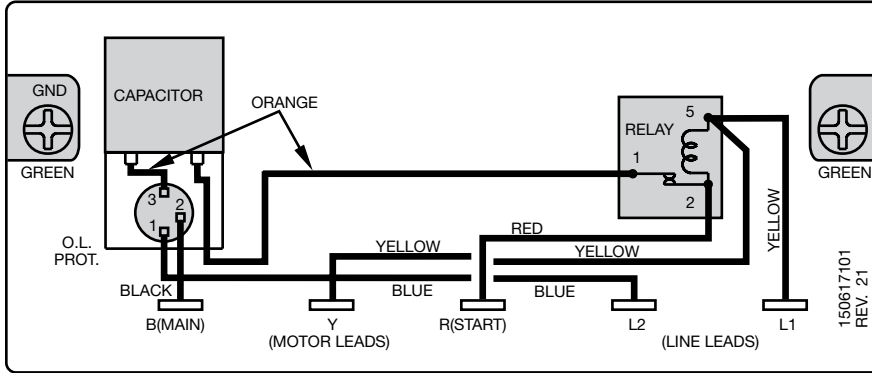 CAPACITOR
GND
GREEN
ORANGE
RELAY
5
1
2
GREEN
3
2
1
O.L.
PROT.
RED
YELLOW
YELLOW
YELLOW
BLACK
BLUE
BLUE
B(MAIN)
Y
R(START)
L2
L1
(MOTOR LEADS)
(LINE LEADS)
150617101
REV. 21